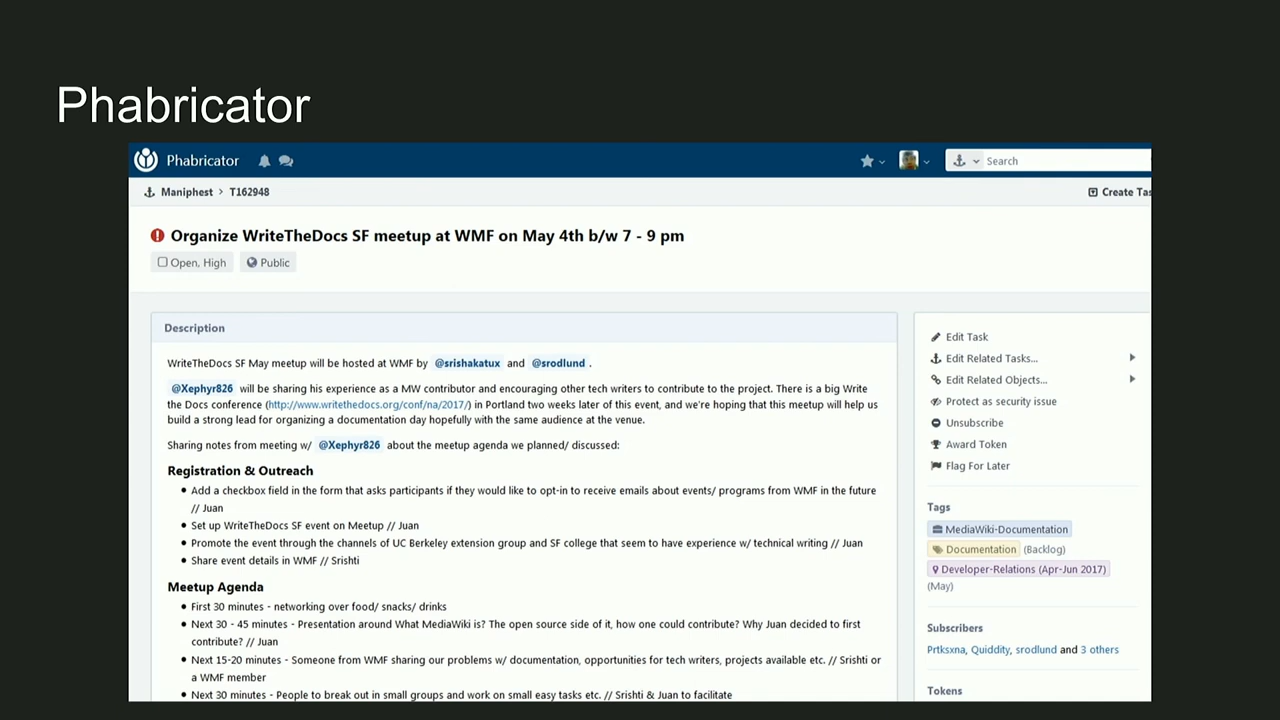 Phabricator
Phabricator
Search
Maniphest > T162948
Create Tas
Organize WriteTheDocs SF meetup at WMF on May 4th b/w 7 - 9 pm
Open, High
Public
Description
WriteTheDocs SF May meetup will be hosted at WMF by @srishakatux and @srodlund .
@Xephyr826 will be sharing his experience as a MW contributor and encouraging other tech writers to contribute to the project. There is a big Write
the Docs conference (http://www.writethedocs.org/conf/na/2017/) in Portland two weeks later of this event, and we're hoping that this meetup will help us
build a strong lead for organizing a documentation day hopefully with the same audience at the venue.
Sharing notes from meeting w/ @Xephyr826 about the meetup agenda we planned/ discussed:
Registration & Outreach
• Add a checkbox field in the form that asks participants if they would like to opt-in to receive emails about events/ programs from WMF in the future
// Juan
• Set up WriteTheDocs SF event on Meetup // Juan
• Promote the event through the channels of UC Berkeley extension group and SF college that seem to have experience w/ technical writing // Juan
• Share event details in WMF // Srishti
Meetup Agenda
• First 30 minutes - networking over food/ snacks/ drinks
• Next 30 - 45 minutes - Presentation around What MediaWiki is? The open source side of it, how one could contribute? Why Juan decided to first
contribute? // Juan
• Next 15-20 minutes - Someone from WMF sharing our problems w/ documentation, opportunities for tech writers, projects available etc. // Srishti or
a WMF member
• Next 30 minutes - People to break out in small groups and work on small easy tasks etc. // Srishti & Juan to facilitate
Edit Task
Edit Related Tasks...
Edit Related Objects...
Protect as security issue
Unsubscribe
Award Token
Flag For Later
Tags
MediaWiki-Documentation
Documentation (Backlog)
Developer-Relations (Apr-Jun 2017)
(May)
Subscribers
Prtksxna, Quiddity, srodlund and 3 others
Tokens